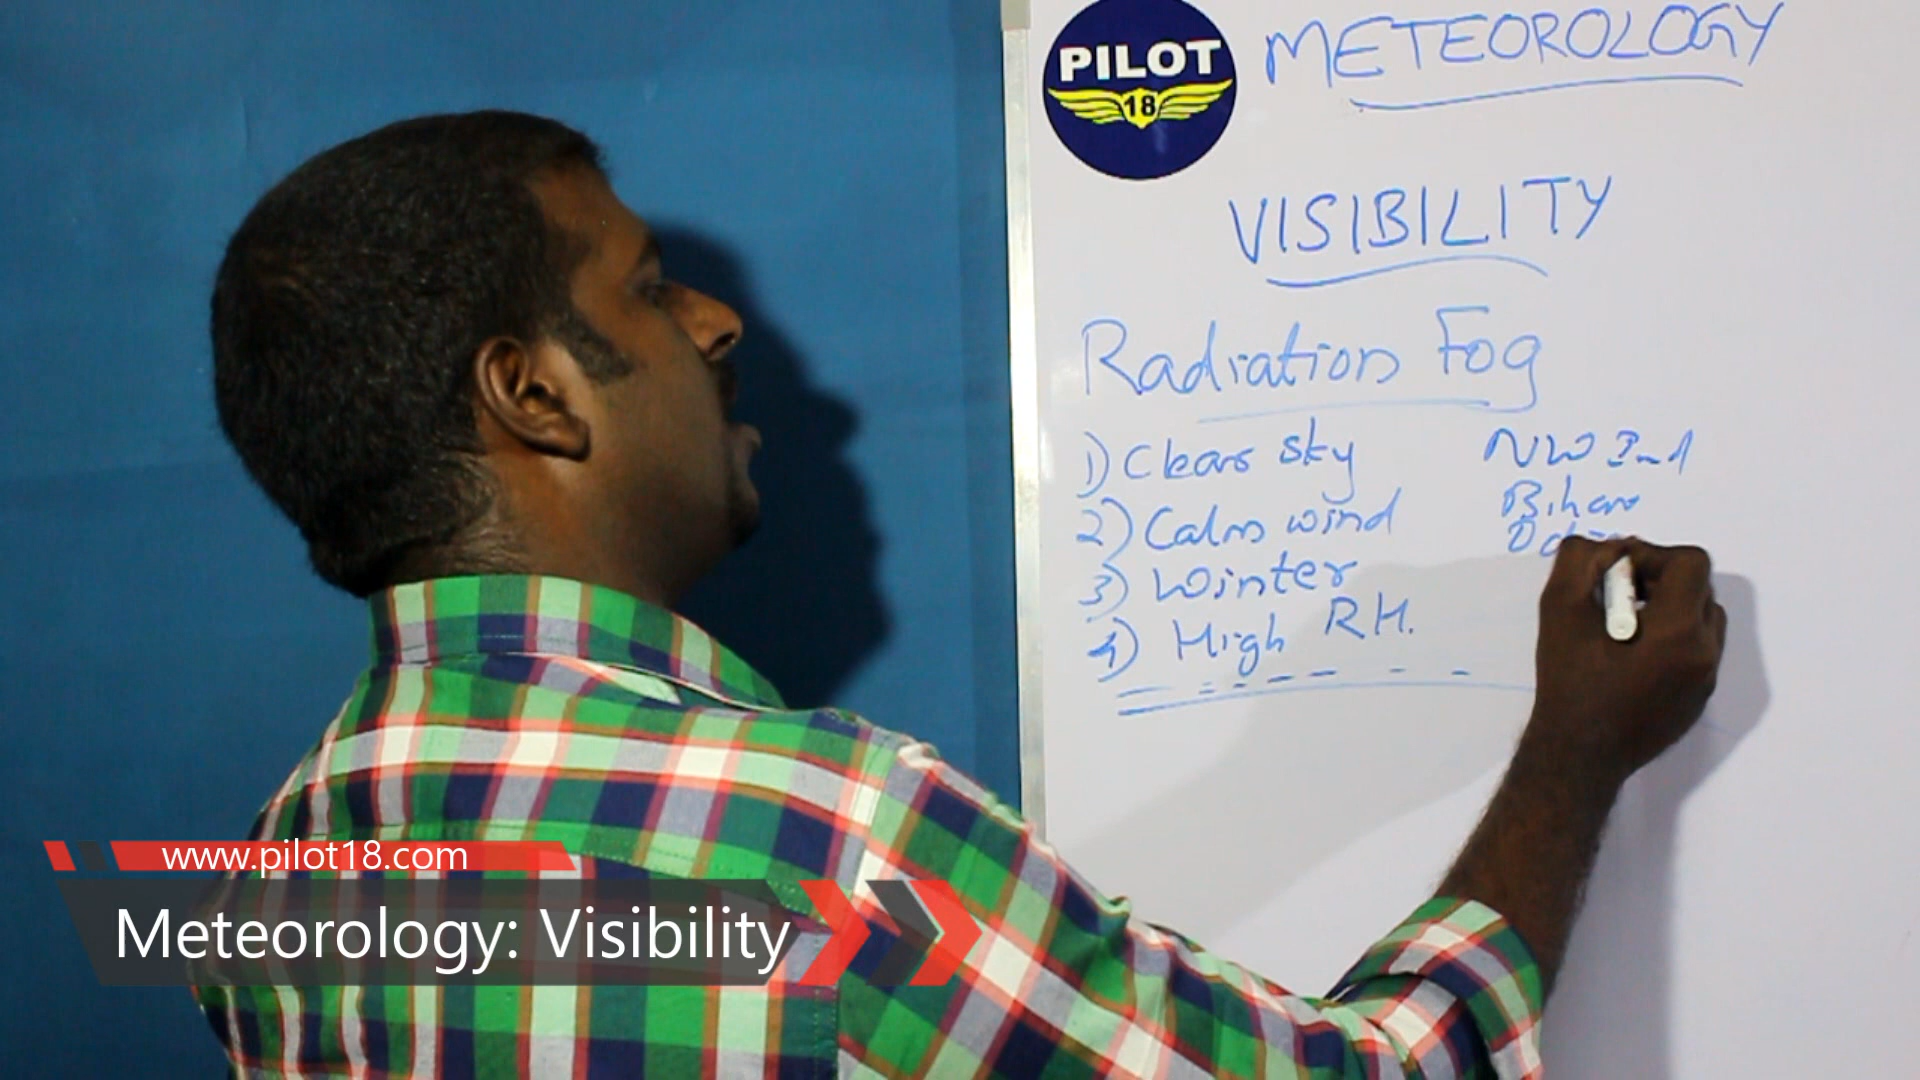 PILOT
18
METEOROLOGY
VISIBILITY
Radiation Fog
1) Clear sky
2) Calm wind
3) Winter
4) High RH.
NW Ind
Bihar
www.pilot18.com
Meteorology: Visibility